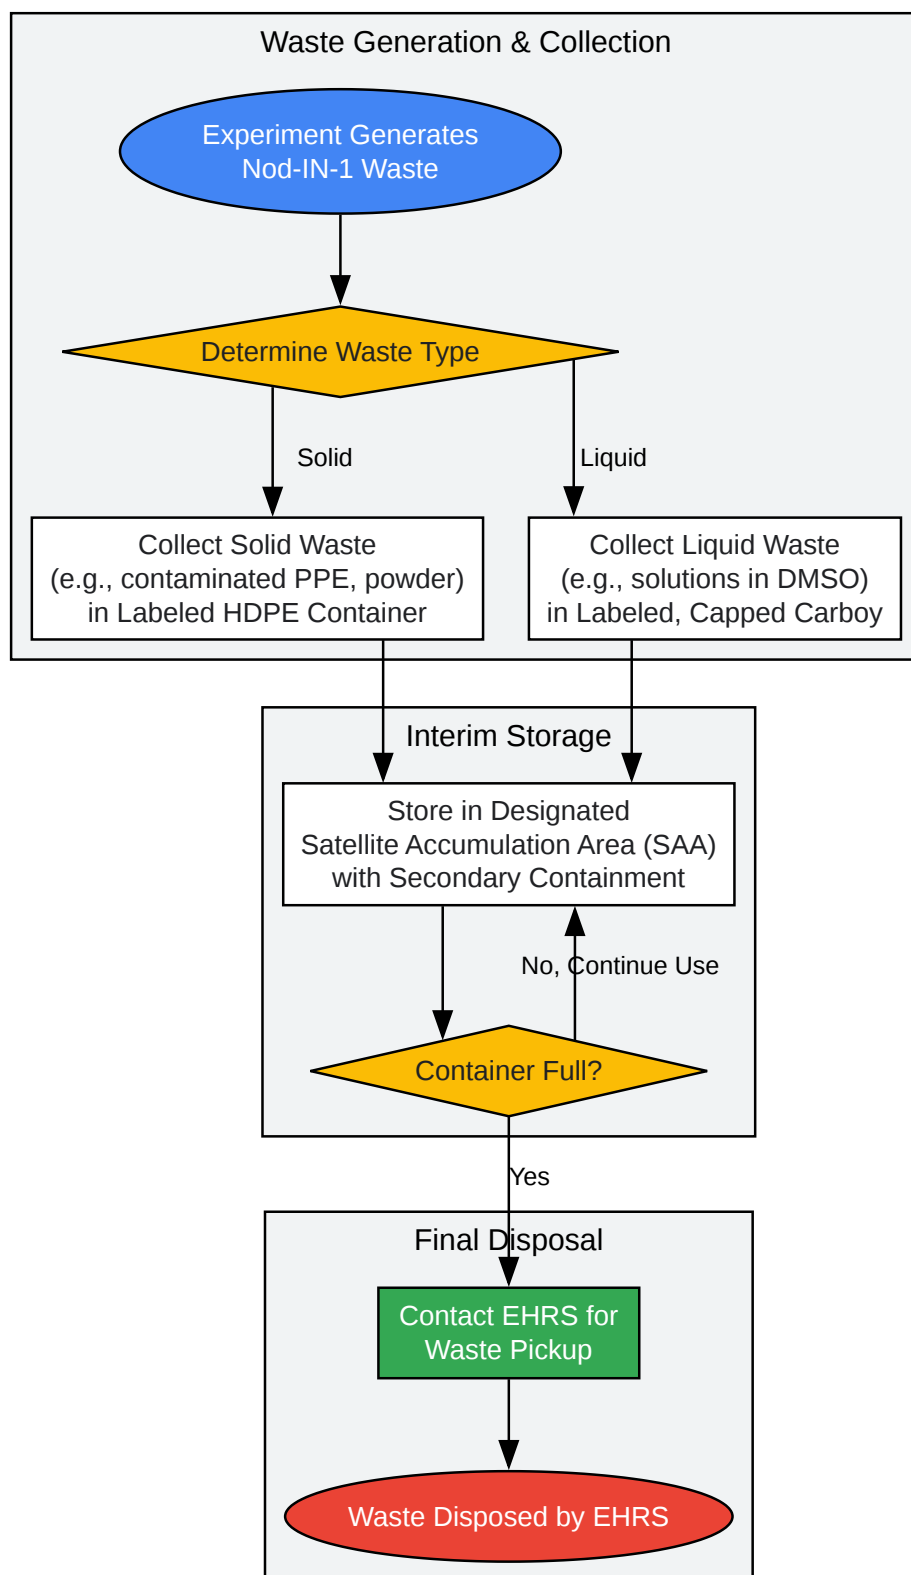 Waste Generation & Collection
Experiment Generates
Nod-IN-1 Waste
Determine Waste Type
Solid
Liquid
Collect Solid Waste
(e.g., contaminated PPE, powder)
in Labeled HDPE Container
Collect Liquid Waste
(e.g., solutions in DMSO)
in Labeled, Capped Carboy
Interim Storage
Store in Designated
Satellite Accumulation Area (SAA)
with Secondary Containment
No, Continue Use
Container Full?
Yes
Final Disposal
Contact EHRS for
Waste Pickup
Waste Disposed by EHRS